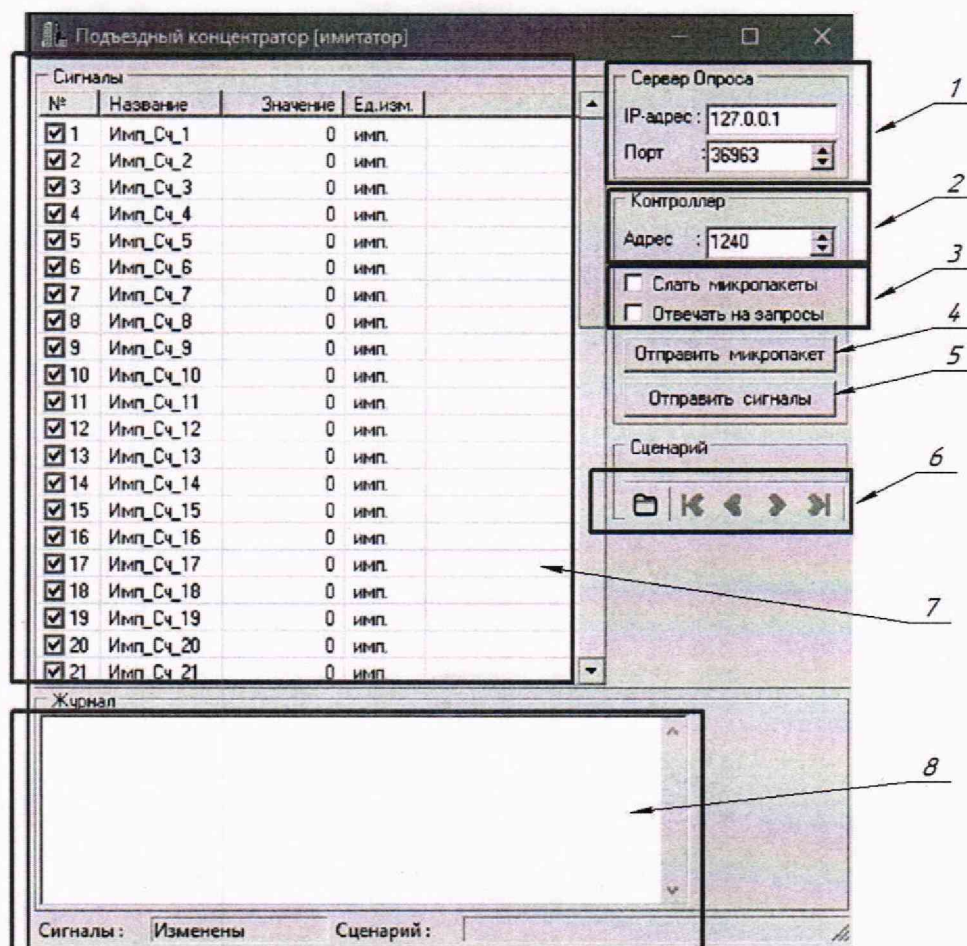 Подъездный концентратор [имитатор]
Сигналы
№ Название Значение Ед.изм.
1 Имп_Сч_1 0 имп.
2 Имп_Сч_2 0 имп.
3 Имп_Сч_3 0 имп.
4 Имп_Сч_4 0 имп.
5 Имп_Сч_5 0 имп.
6 Имп_Сч_6 0 имп.
7 Имп_Сч_7 0 имп.
8 Имп_Сч_8 0 имп.
9 Имп_Сч_9 0 имп.
10 Имп_Сч_10 0 имп.
11 Имп_Сч_11 0 имп.
12 Имп_Сч_12 0 имп.
13 Имп_Сч_13 0 имп.
14 Имп_Сч_14 0 имп.
15 Имп_Сч_15 0 имп.
16 Имп_Сч_16 0 имп.
17 Имп_Сч_17 0 имп.
18 Имп_Сч_18 0 имп.
19 Имп_Сч_19 0 имп.
20 Имп_Сч_20 0 имп.
21 Имп_Сч_21 0 имп.
Сервер Опроса
IP-адрес : 127.0.0.1
Порт : 36963
Контроллер
Адрес : 1240
Слать микропакеты
Отвечать на запросы
Отправить микропакет
Отправить сигналы
Сценарий
1
2
3
4
5
6
7
8
Журнал
Сигналы : Изменены Сценарий :